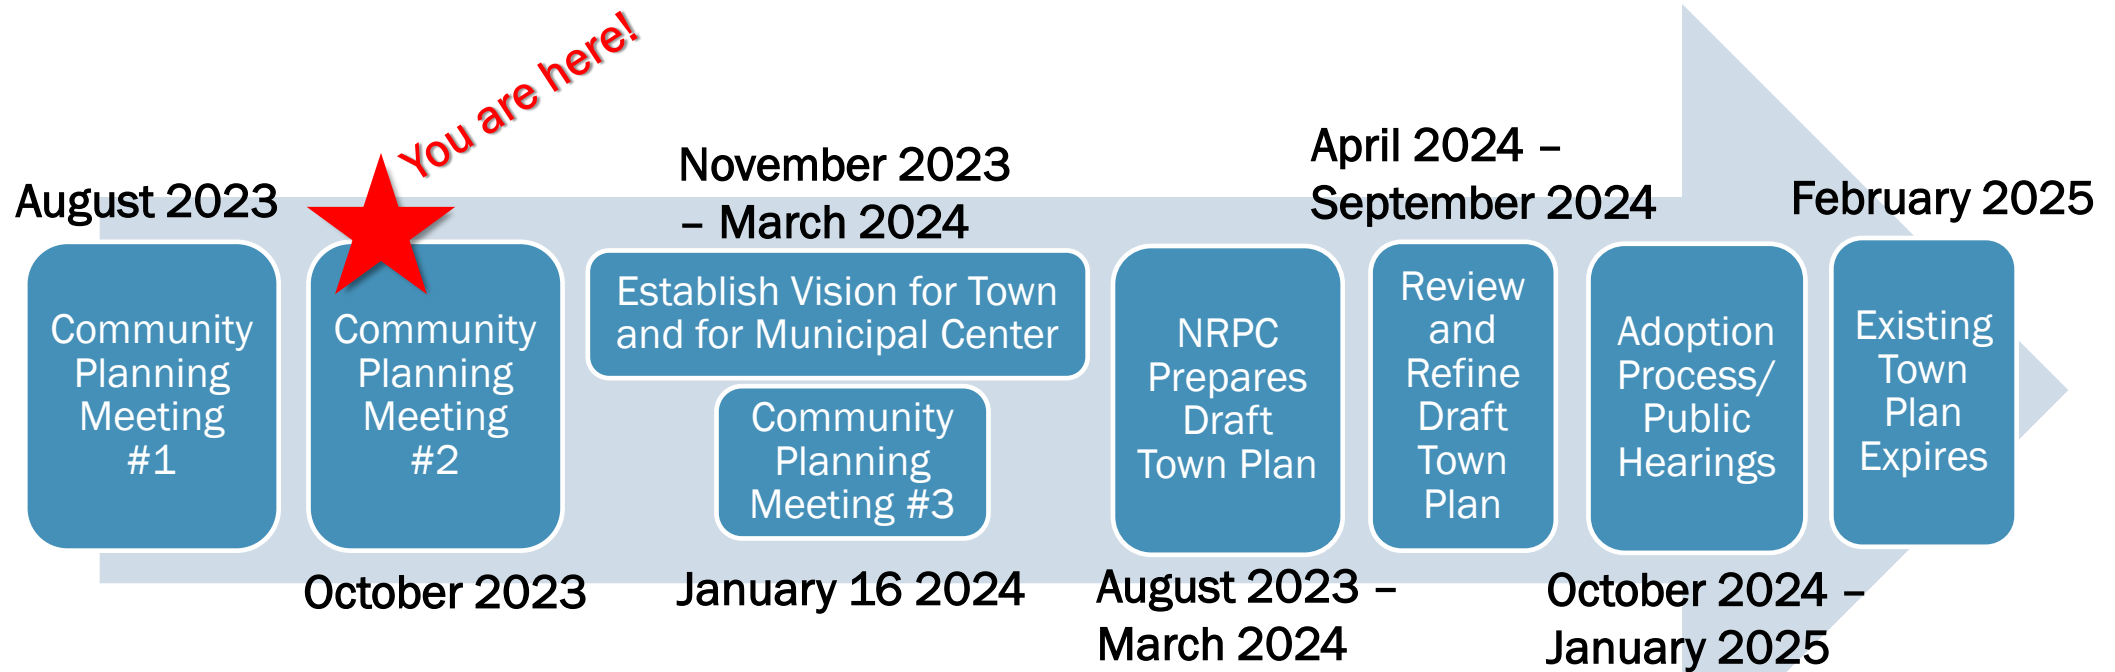 You are here!
August 2023
Community
Planning
Meeting
#1
Community
Planning
Meeting
#2
October 2023
November 2023
– March 2024
Establish Vision for Town
and for Municipal Center
Community
Planning
Meeting #3
January 16 2024
NRPC
Prepares
Draft
Town Plan
August 2023 –
March 2024
April 2024 –
September 2024
Review
and
Refine
Draft
Town
Plan
Adoption
Process/
Public
Hearings
October 2024 –
January 2025
February 2025
Existing
Town
Plan
Expires